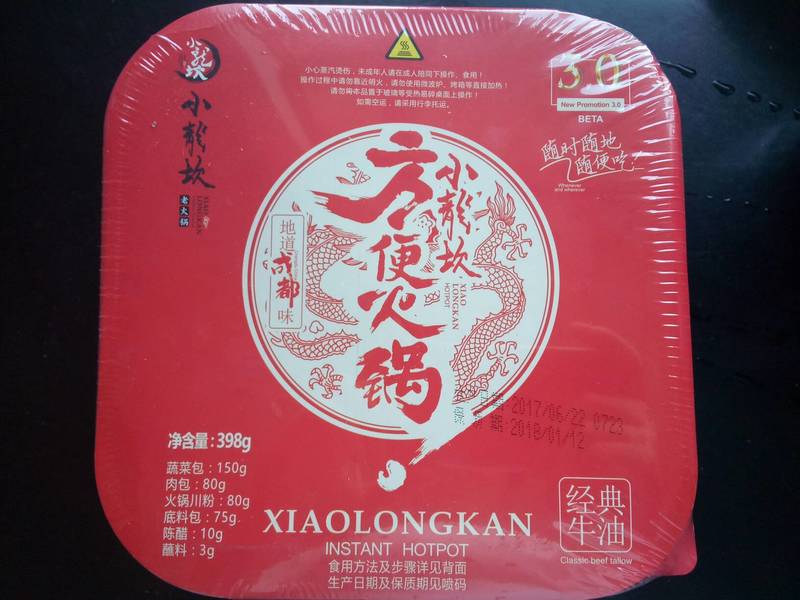 小龙坎
小龍坎
老火锅
XIAO
LONGKAN
小心蒸汽烫伤，未成年人请在成人陪同下操作、食用！
操作过程中请勿靠近明火，请勿使用微波炉、烤箱等直接加热！
请勿将本品置于玻璃等受热易碎桌面上操作！
如需空运，请采用行李托运。
3.0
New Promotion 3.0
BETA
随时随地
随便吃！
Whenever
and wherever
小龍坎
方便火锅
XIAO
LONGKAN
HOTPOT
地道成都味
2017/06/22 0723
2018/01/12
净含量：398g
蔬菜包：150g
肉包：80g
火锅川粉：80g
底料包：75g
陈醋：10g
蘸料：3g
XIAOLONGKAN
INSTANT HOTPOT
食用方法及步骤详见背面
生产日期及保质期见喷码
经典
牛油
Classic beef tallow